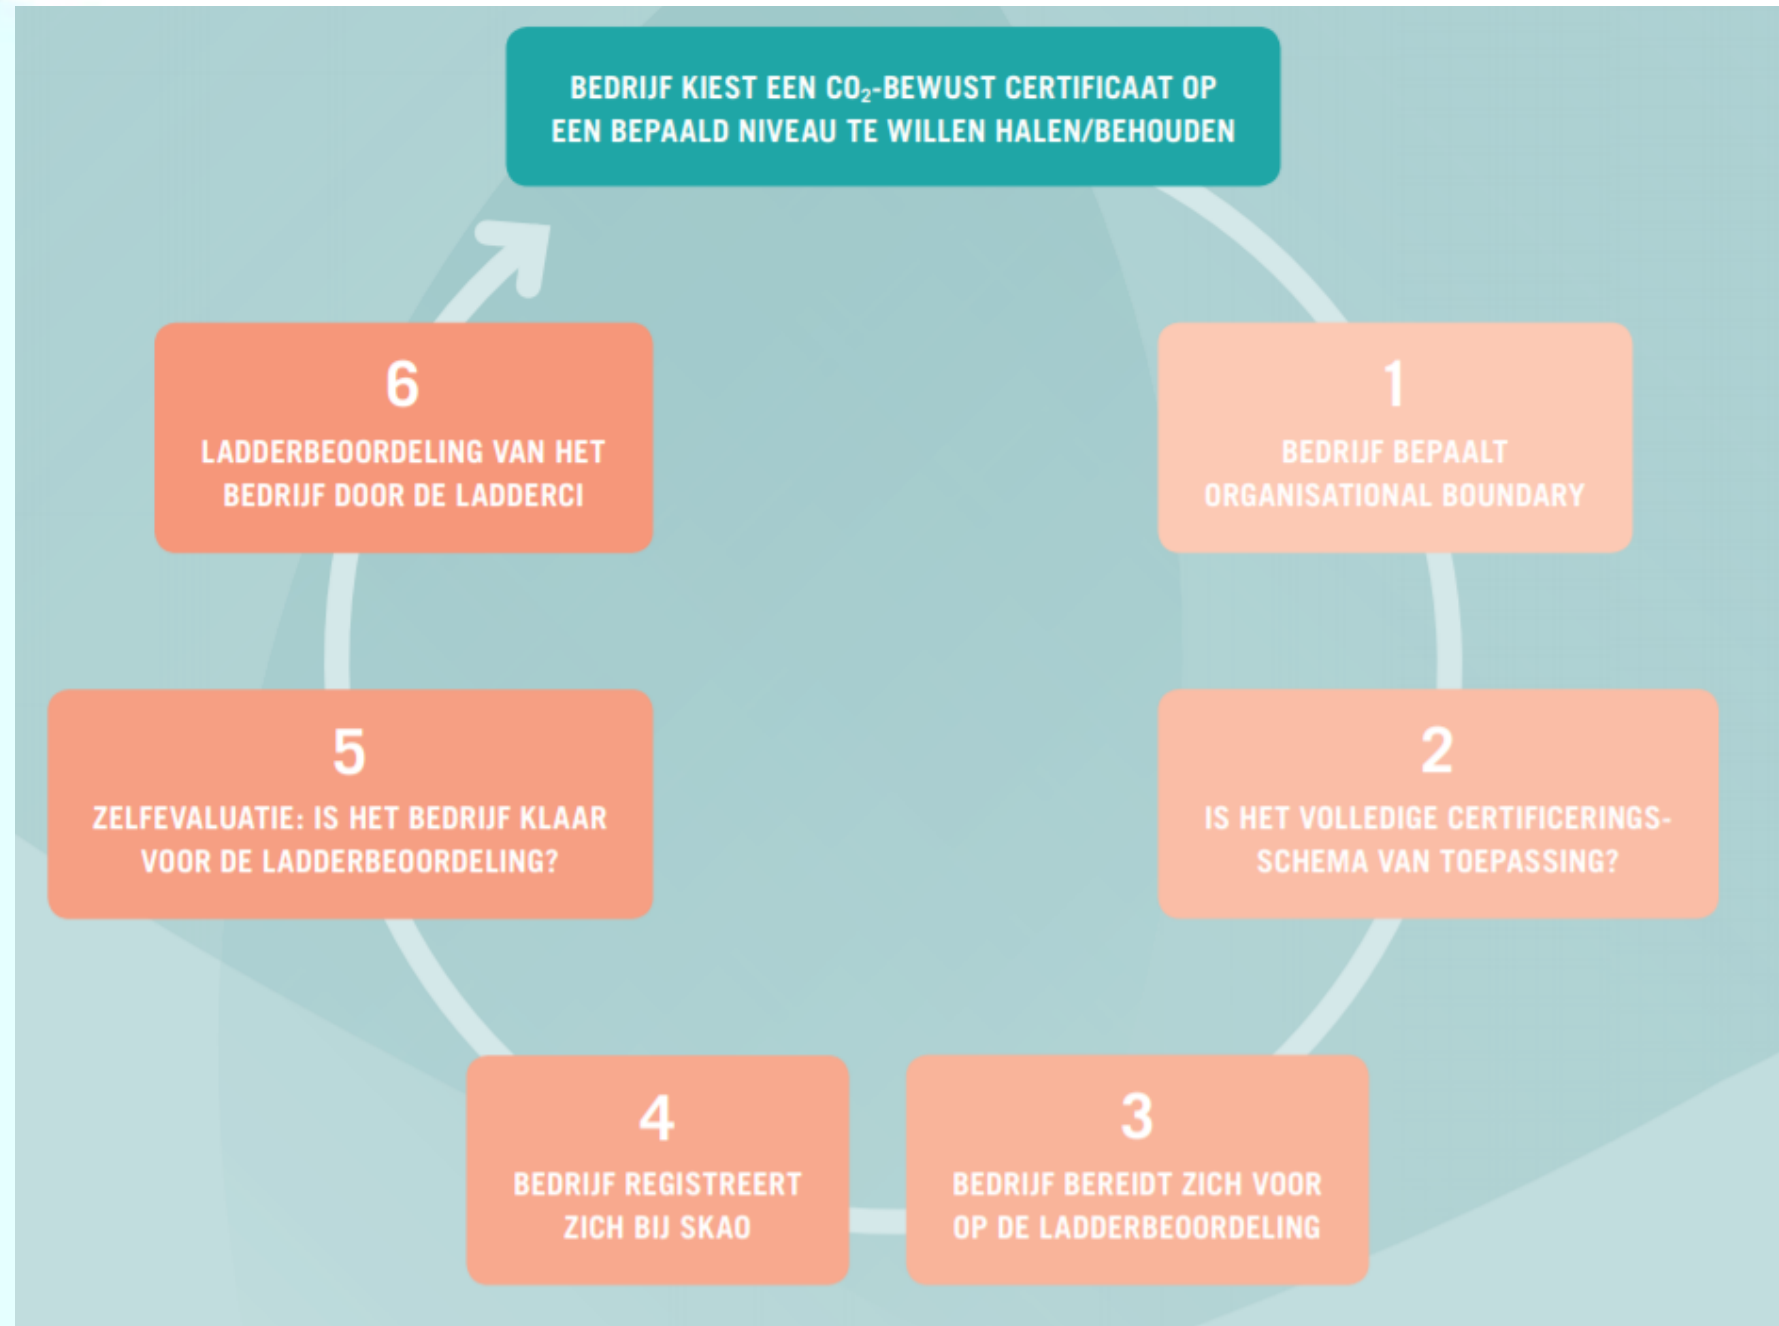 BEDRIJF KIEST EEN CO₂-BEWUST CERTIFICAAT OP
EEN BEPAALD NIVEAU TE WILLEN HALEN/BEHOUDEN
1
BEDRIJF BEPAALT
ORGANISATIONAL BOUNDARY
2
IS HET VOLLEDIGE CERTIFICERINGS-
SCHEMA VAN TOEPASSING?
3
BEDRIJF BEREIDT ZICH VOOR
OP DE LADDERBEOORDELING
4
BEDRIJF REGISTREERT
ZICH BIJ SKAO
5
ZELFEVALUATIE: IS HET BEDRIJF KLAAR
VOOR DE LADDERBEOORDELING?
6
LADDERBEOORDELING VAN HET
BEDRIJF DOOR DE LADDERCI